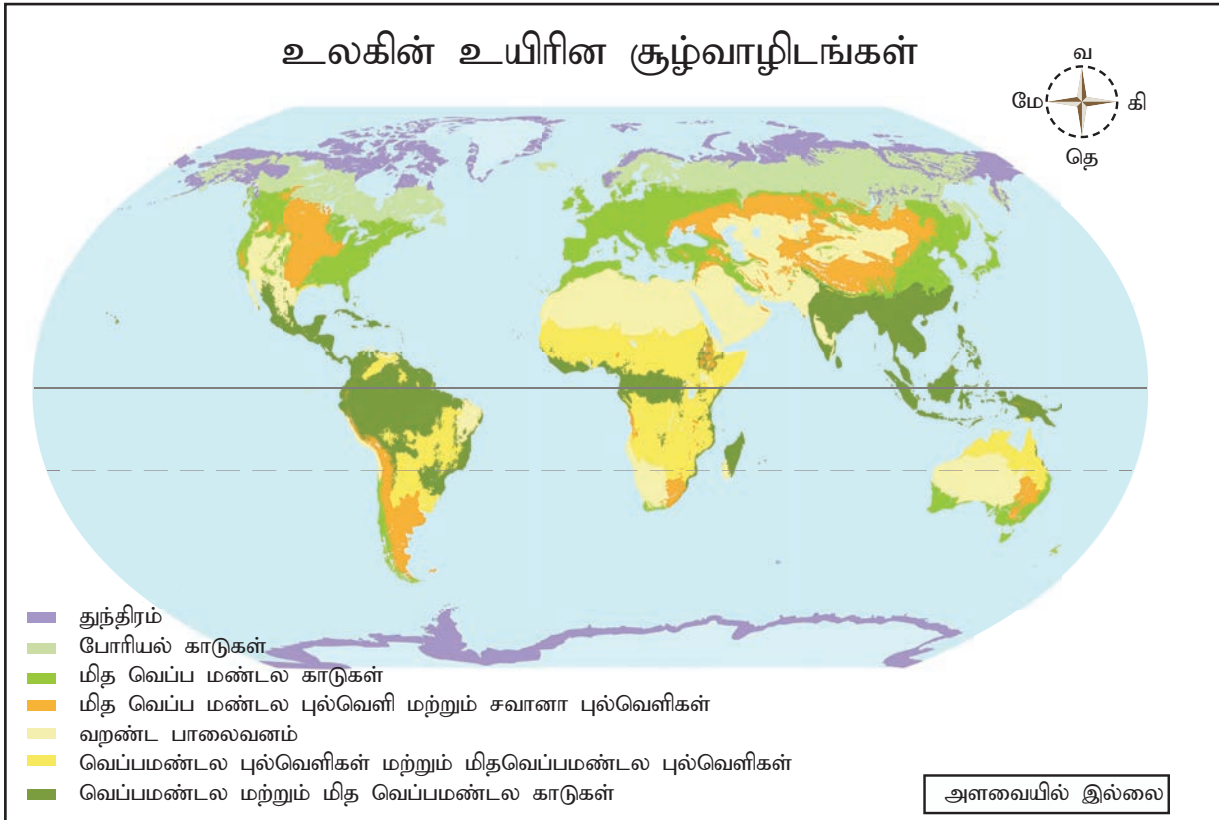 உலகின் உயிரின சூழ்வாழிடங்கள்
வ
மே
கி
தெ
துந்திரம்
போரியல் காடுகள்
மித வெப்ப மண்டல காடுகள்
மித வெப்ப மண்டல புல்வெளி மற்றும் சவானா புல்வெளிகள்
வறண்ட பாலைவனம்
வெப்பமண்டல புல்வெளிகள் மற்றும் மிதவெப்பமண்டல புல்வெளிகள்
வெப்பமண்டல மற்றும் மித வெப்பமண்டல காடுகள்
அளவையில் இல்லை